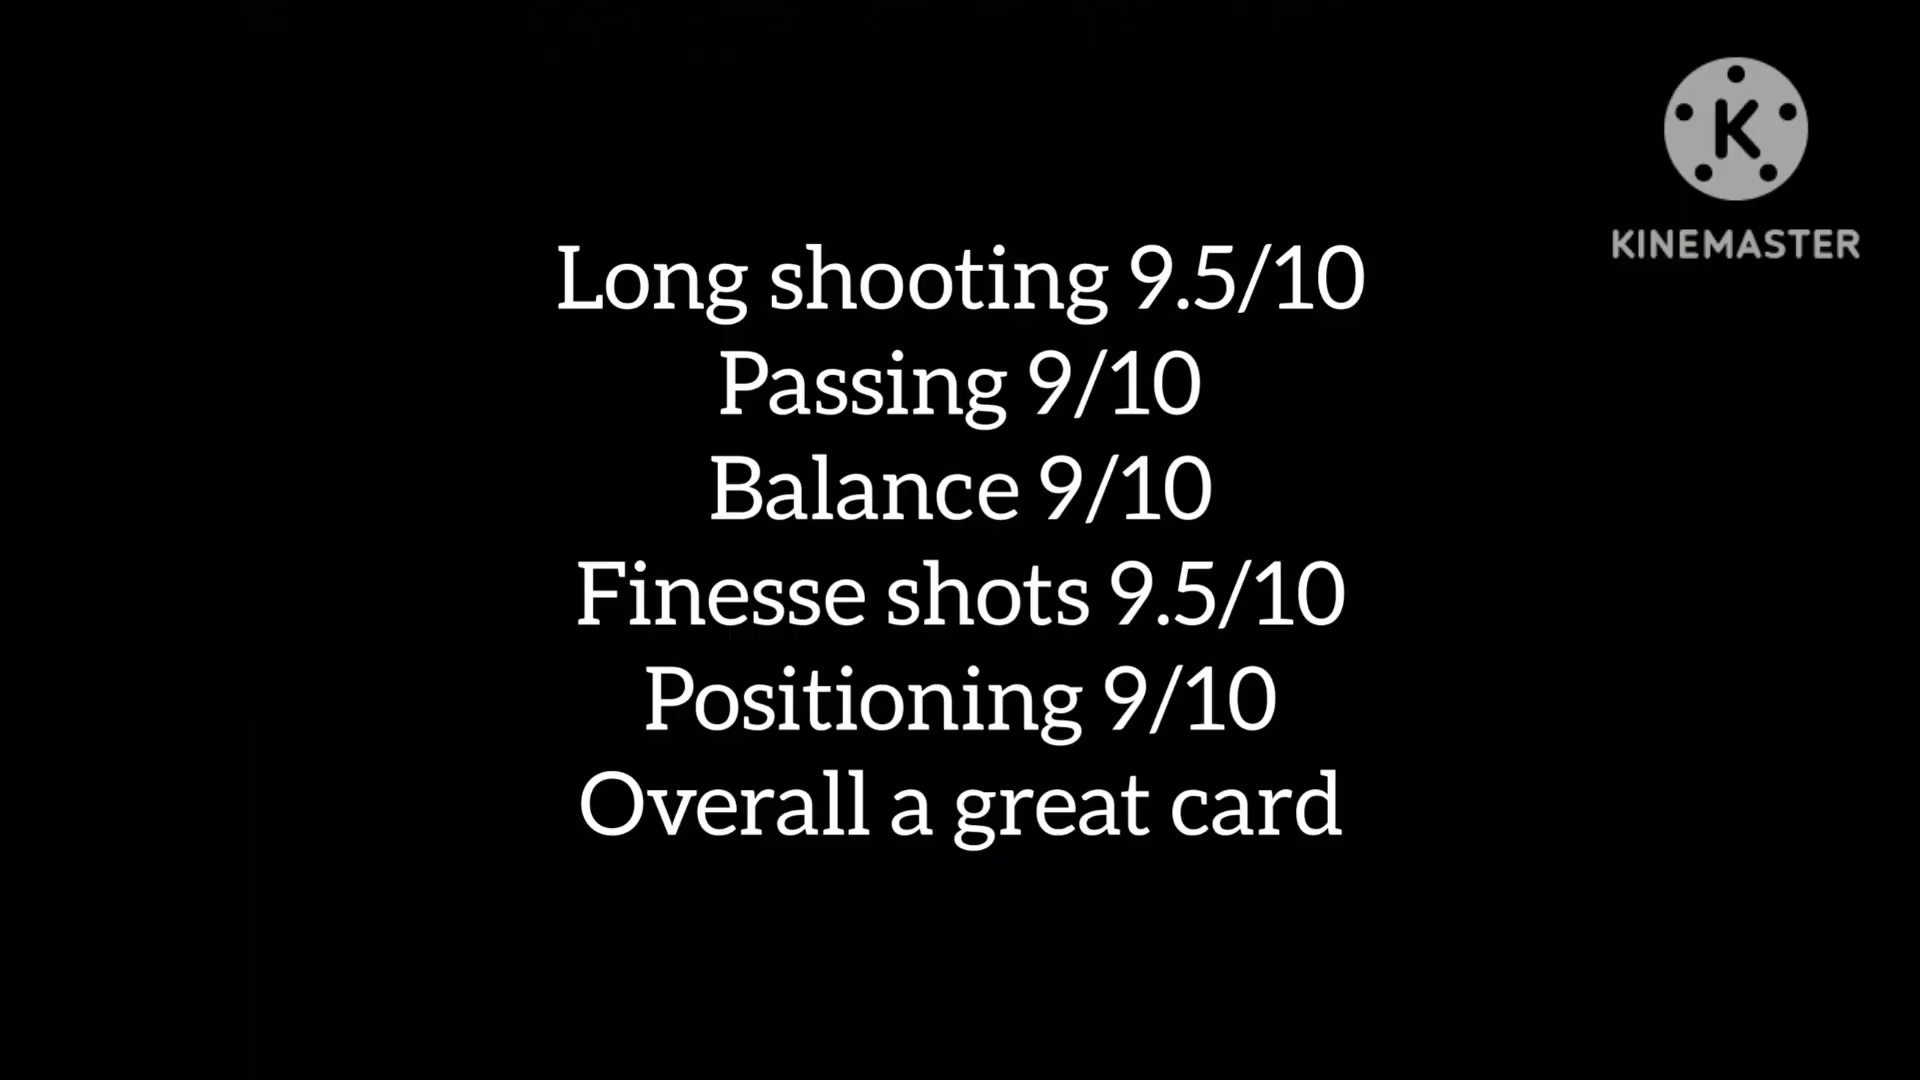 K
KINEMASTER
Long shooting 9.5/10
Passing 9/10
Balance 9/10
Finesse shots 9.5/10
Positioning 9/10
Overall a great card